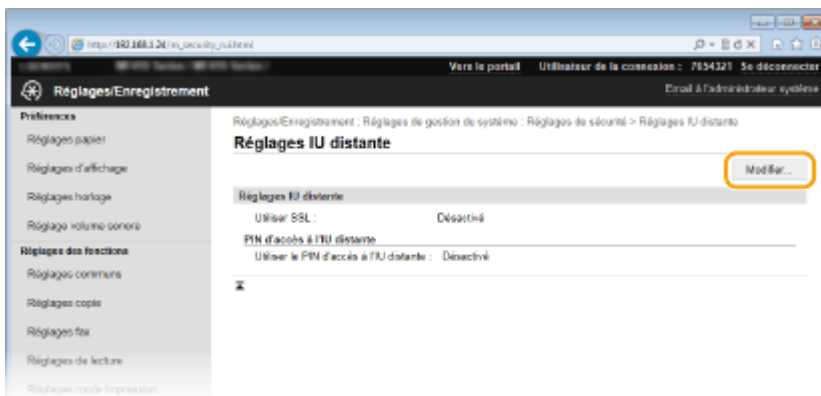 http://192.168.1.24/m_security_rui.html
Vers le portail Utilisateur de la connexion : 7654321 Se déconnecter
Réglages/Enregistrement
Email à l'administrateur système
Préférences
Réglages papier
Réglages d'affichage
Réglages horloge
Réglage volume sonore
Réglages des fonctions
Réglages communs
Réglages copie
Réglages fax
Réglages de lecture
Réglages mode Impression
Réglages/Enregistrement : Réglages de gestion de système : Réglages de sécurité > Réglages IU distante
Réglages IU distante
Modifier...
Réglages IU distante
Utiliser SSL : Désactivé
PIN d'accès à l'IU distante
Utiliser le PIN d'accès à l'IU distante : Désactivé